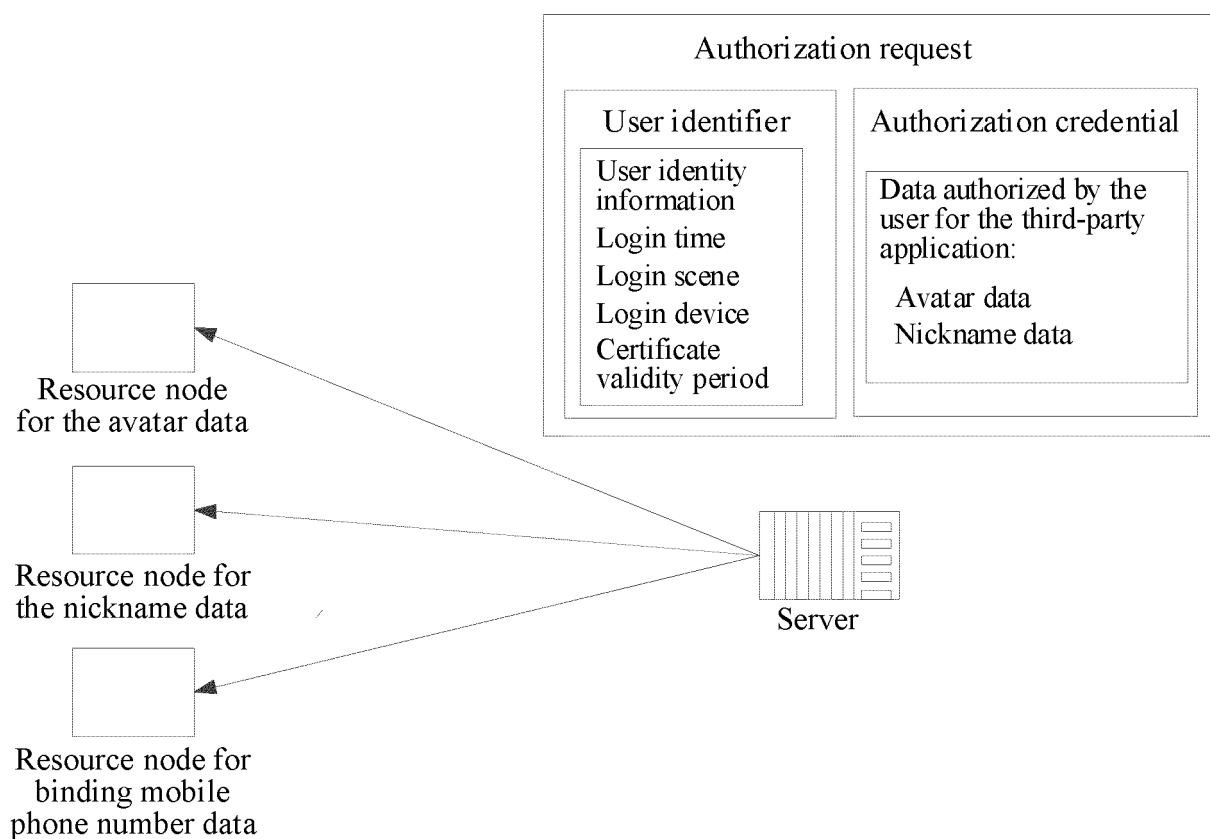 Authorization request
User identifier
User identity
information
Login time
Login scene
Login device
Certificate
validity period
Authorization credential
Data authorized by the
user for the third-party
application:
Avatar data
Nickname data
Resource node
for the avatar data
Resource node for
the nickname data
Resource node for
binding mobile
phone number data
Server